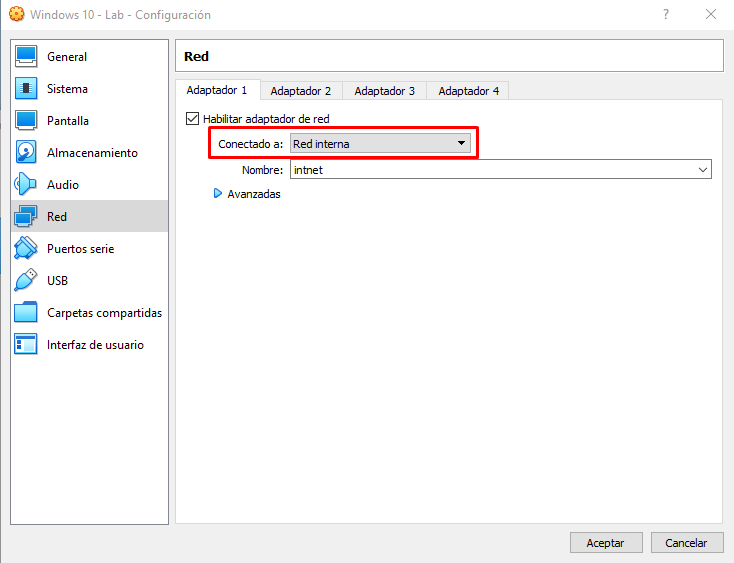 Windows 10 - Lab - Configuración
?
General
Sistema
Pantalla
Almacenamiento
Audio
Red
Puertos serie
USB
Carpetas compartidas
Interfaz de usuario
Red
Adaptador 1 Adaptador 2 Adaptador 3 Adaptador 4
Habilitar adaptador de red
Conectado a: Red interna
Nombre: intnet
Avanzadas
Aceptar Cancelar